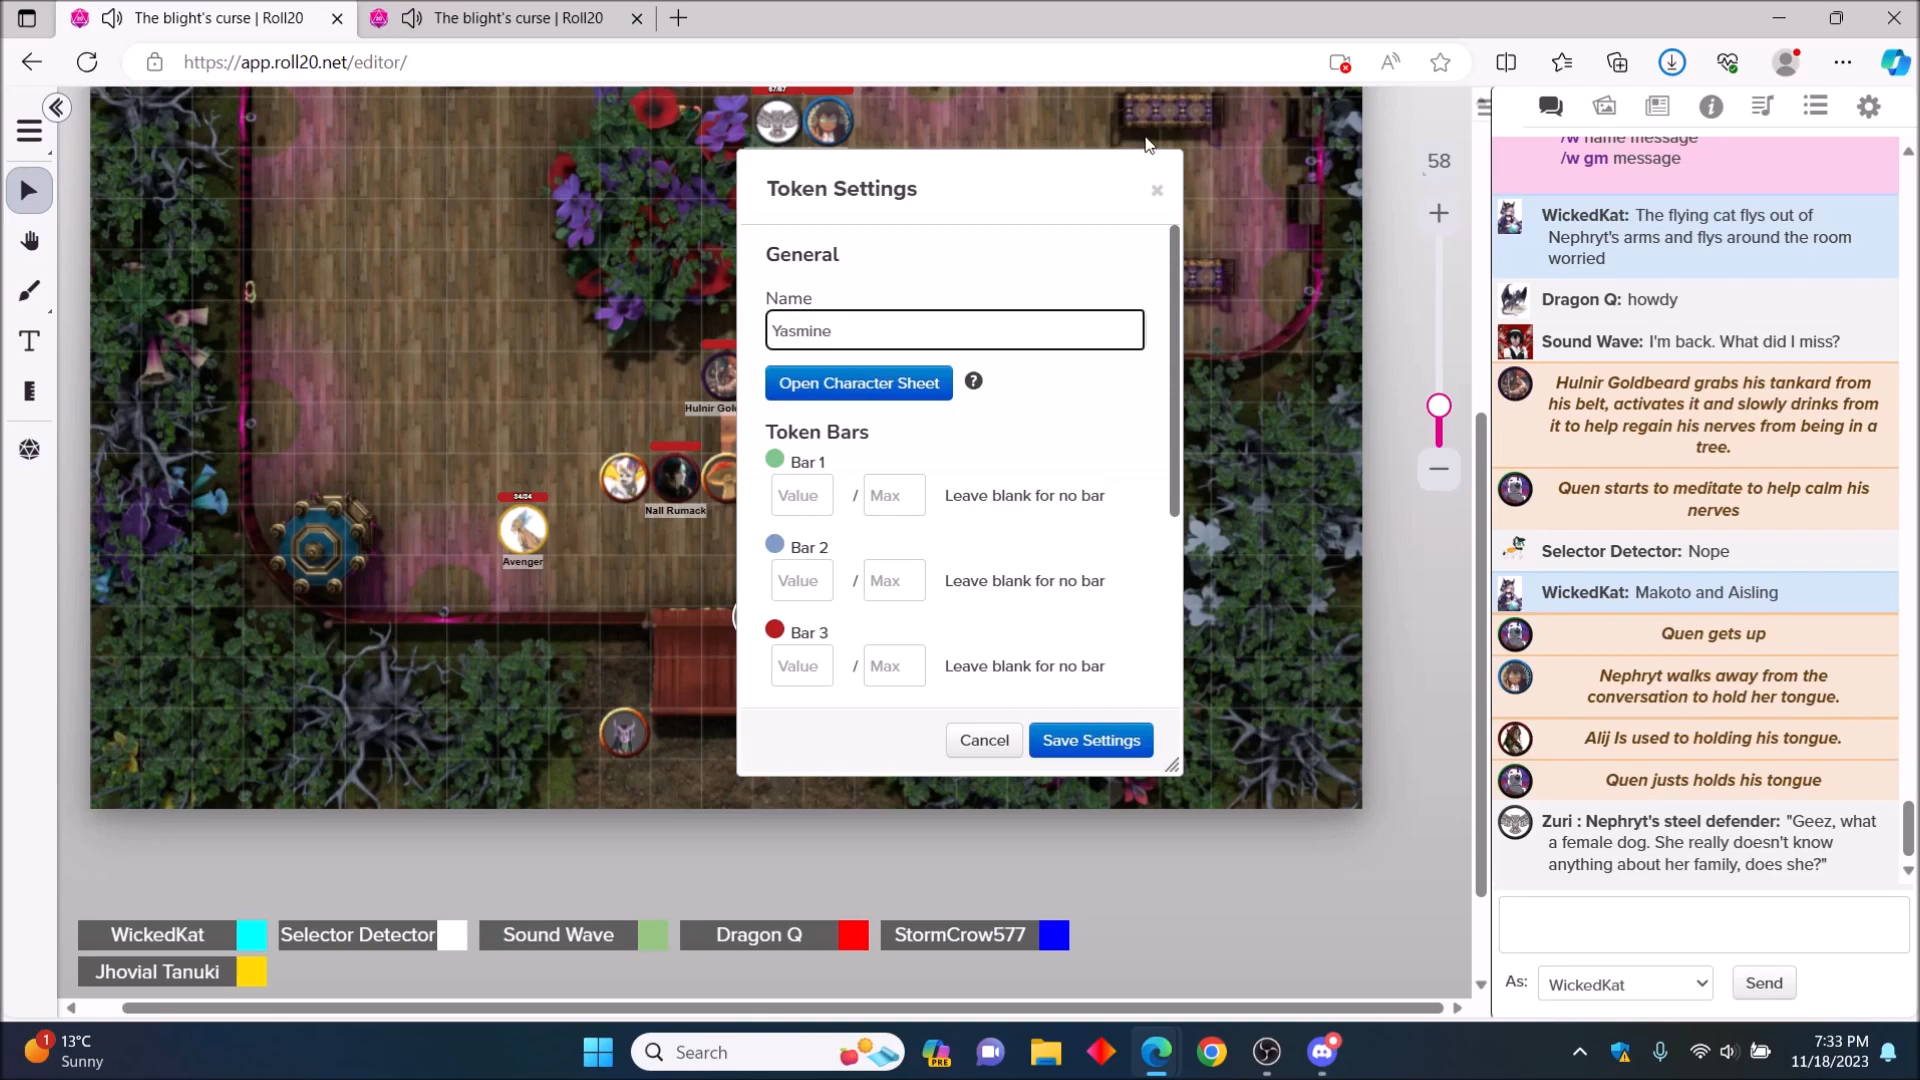 The blight's curse | Roll20
The blight's curse | Roll20
https://app.roll20.net/editor/
87/87
58
/w name message
/w gm message
WickedKat: The flying cat flys out of
Nephryt's arms and flys around the room
worried
Dragon Q: howdy
Sound Wave: I'm back. What did I miss?
Hulnir Goldbeard grabs his tankard from
his belt, activates it and slowly drinks from
it to help regain his nerves from being in a
tree.
Quen starts to meditate to help calm his
nerves
Selector Detector: Nope
WickedKat: Makoto and Aisling
Quen gets up
Nephryt walks away from the
conversation to hold her tongue.
Alij Is used to holding his tongue.
Quen justs holds his tongue
Zuri : Nephryt's steel defender: "Geez, what
a female dog. She really doesn't know
anything about her family, does she?"
As:
WickedKat
Send
Token Settings
General
Name
Yasmine
Open Character Sheet
?
Token Bars
Bar 1
Value / Max Leave blank for no bar
Bar 2
Value / Max Leave blank for no bar
Bar 3
Value / Max Leave blank for no bar
Cancel
Save Settings
Hulnir Gol
Nall Rumack
34/34
Avenger
WickedKat
Selector Detector
Sound Wave
Dragon Q
StormCrow577
Jhovial Tanuki
1
13°C
Sunny
Search
PRE
7:33 PM
11/18/2023